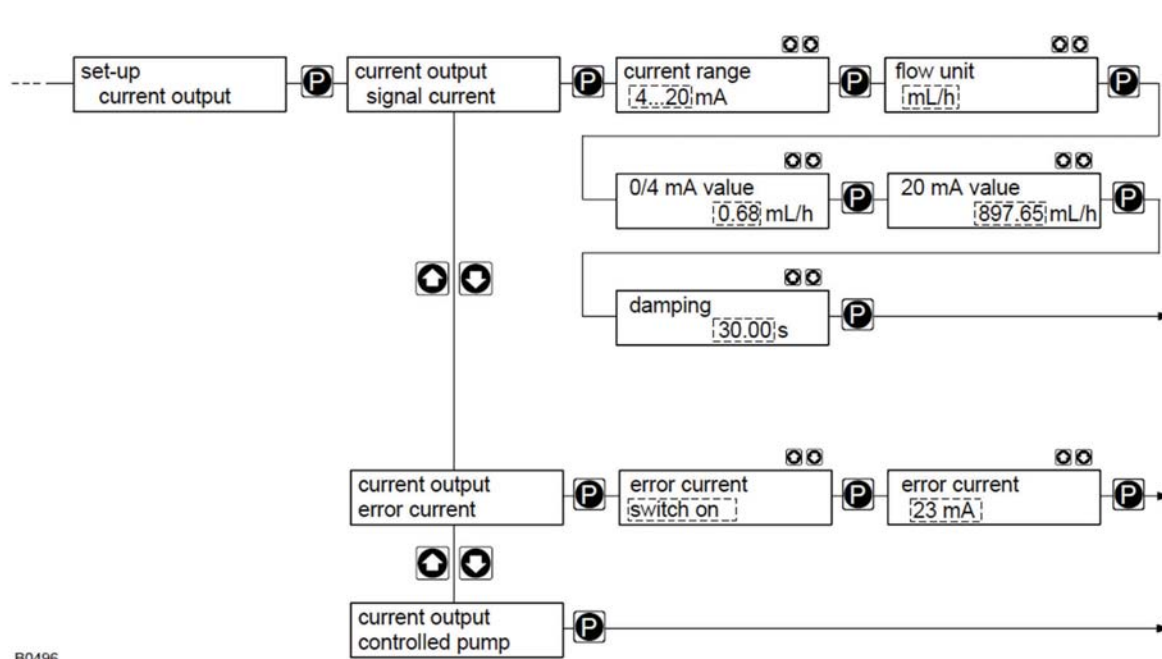 set-up
current output
P
current output
signal current
P
current range
4...20 mA
P
flow unit
mL/h
P
0/4 mA value
0.68 mL/h
P
20 mA value
897.65 mL/h
P
damping
30.00 s
P
current output
error current
P
error current
switch on
P
error current
23 mA
P
current output
controlled pump
P
B0496